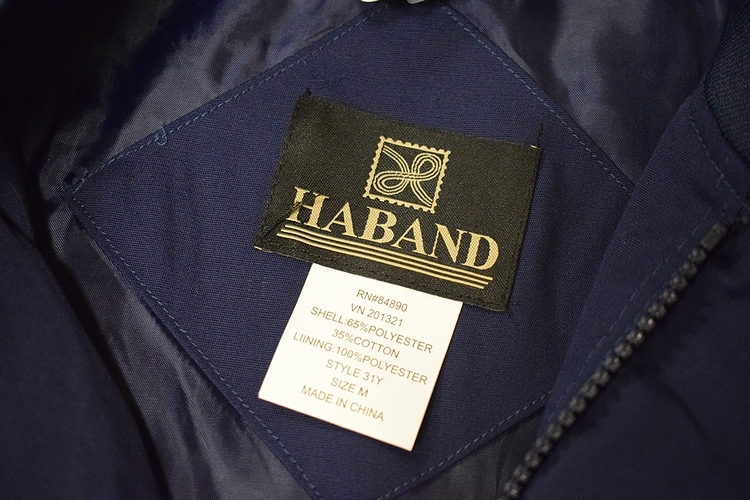 HABAND
RN#84890
VN 201321
SHELL:65%POLYESTER
35%COTTON
LIINING:100%POLYESTER
STYLE 31Y
SIZE M
MADE IN CHINA